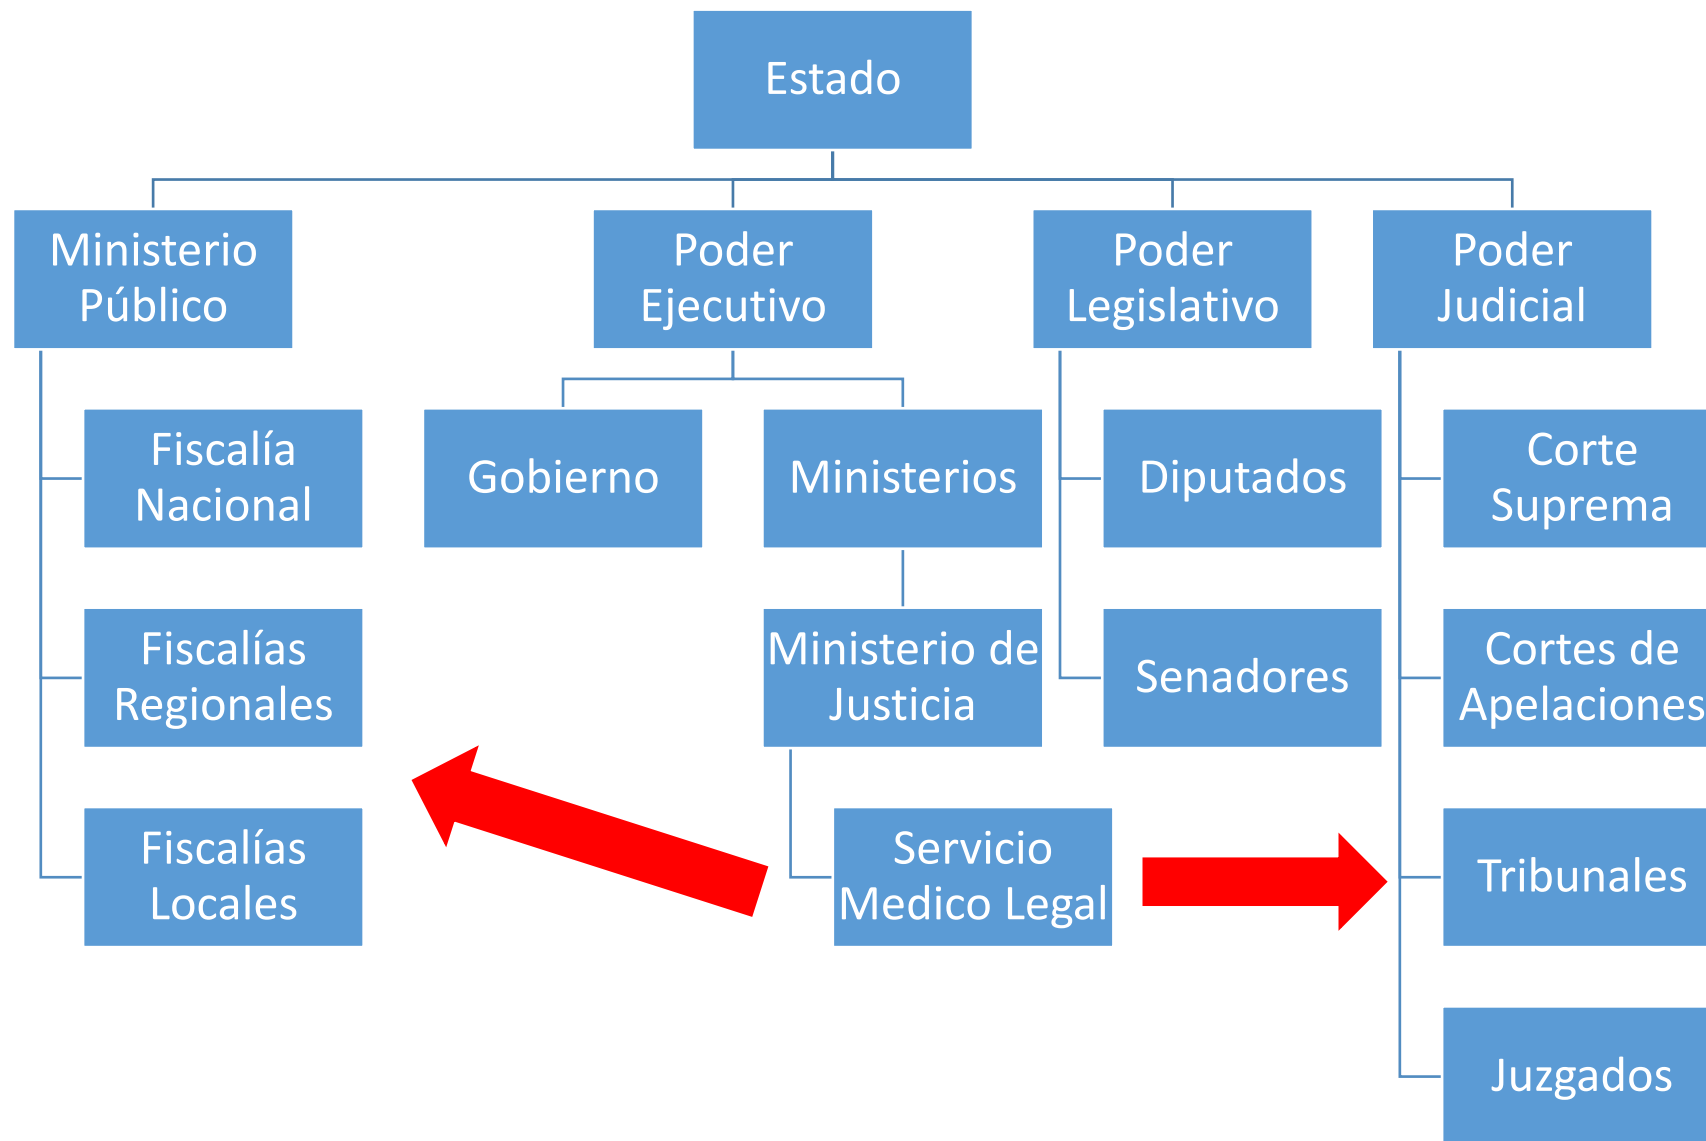 Estado
Ministerio
Público
Poder
Ejecutivo
Poder
Legislativo
Poder
Judicial
Fiscalía
Nacional
Gobierno
Ministerios
Diputados
Corte
Suprema
Fiscalías
Regionales
Ministerio de
Justicia
Senadores
Cortes de
Apelaciones
Fiscalías
Locales
Servicio
Medico Legal
Tribunales
Juzgados